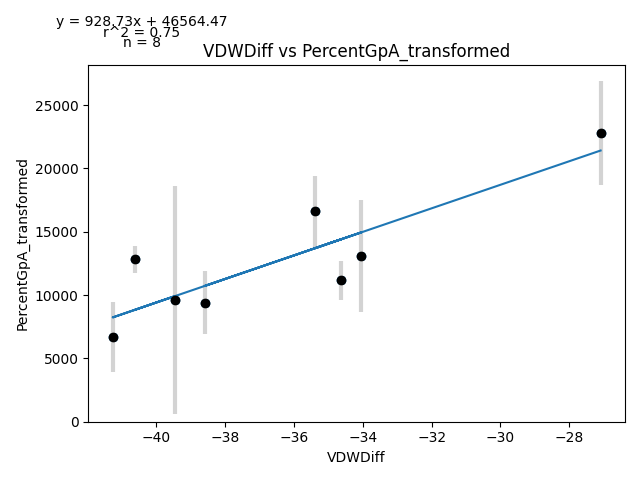 y = 928.73x + 46564.47
r^2 = 0.75
n = 8
VDWDiff vs PercentGpA_transformed
PercentGpA_transformed
25000
20000
15000
10000
5000
0
−40
−38
−36
−34
−32
−30
−28
VDWDiff